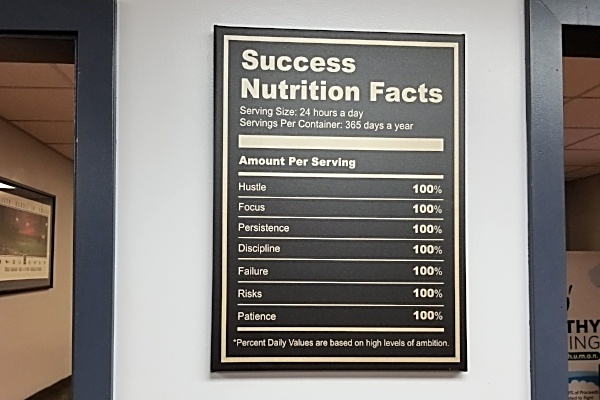 Success
Nutrition Facts
Serving Size: 24 hours a day
Servings Per Container: 365 days a year
Amount Per Serving
Hustle 100%
Focus 100%
Persistence 100%
Discipline 100%
Failure 100%
Risks 100%
Patience 100%
*Percent Daily Values are based on high levels of ambition.
THY
ING
human.